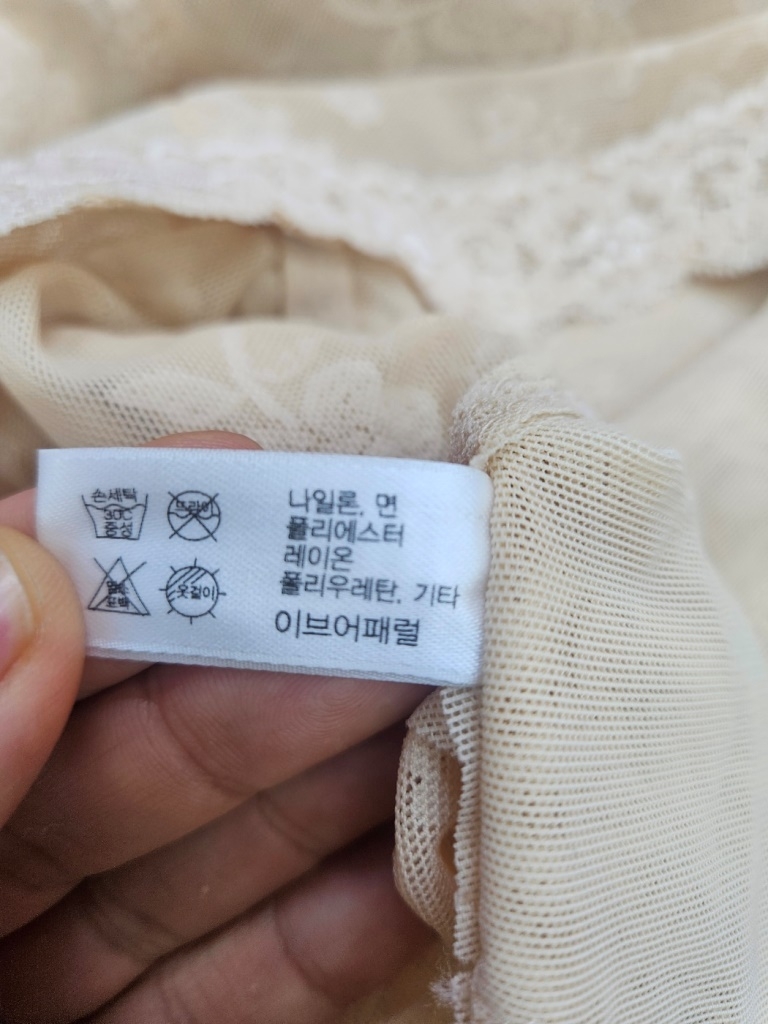 손세탁
30C
중성
드라이
염소
표백
옷걸이
나일론, 면
폴리에스터
레이온
폴리우레탄, 기타
이브어패럴